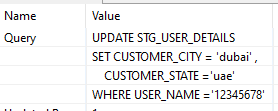 Name Value
Query UPDATE STG_USER_DETAILS
SET CUSTOMER_CITY = 'dubai' ,
CUSTOMER_STATE ='uae'
WHERE USER_NAME ='12345678'